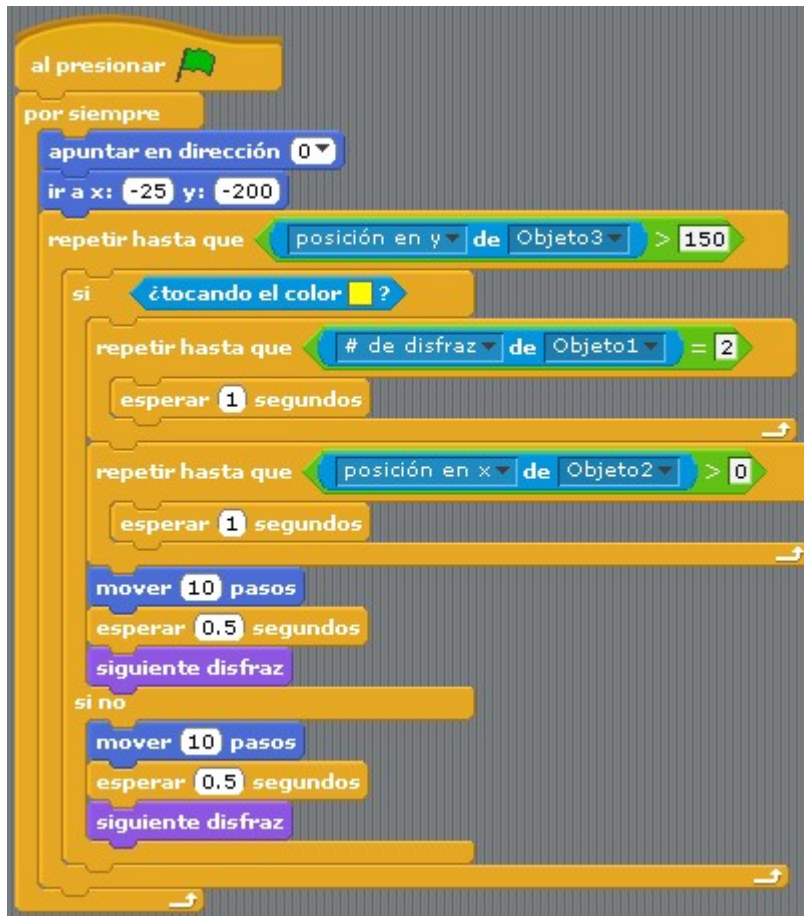 al presionar
por siempre
apuntar en dirección 0
ir a x: -25 y: -200
repetir hasta que posición en y de Objeto3 > 150
si ¿tocando el color ?
repetir hasta que # de disfraz de Objeto1 = 2
esperar 1 segundos
repetir hasta que posición en x de Objeto2 > 0
esperar 1 segundos
mover 10 pasos
esperar 0.5 segundos
siguiente disfraz
si no
mover 10 pasos
esperar 0.5 segundos
siguiente disfraz